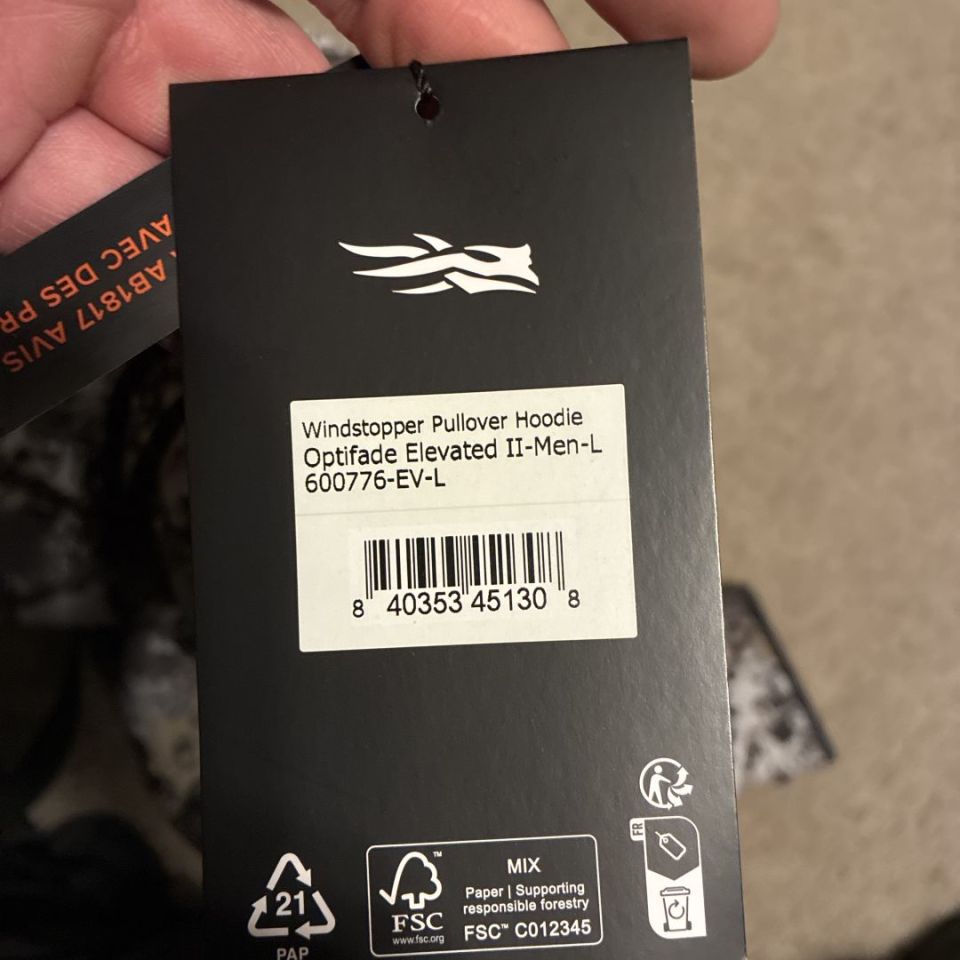 AVEC DES PR
AB1817 AVIS
Windstopper Pullover Hoodie
Optifade Elevated II-Men-L
600776-EV-L
8 40353 45130 8
FR
21
PAP
FSC™
www.fsc.org
MIX
Paper | Supporting
responsible forestry
FSC™ C012345